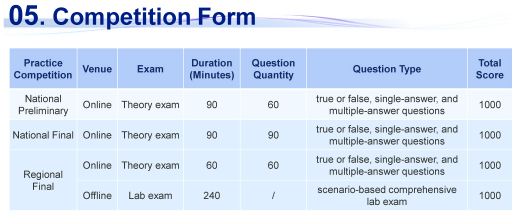 05. Competition Form
Practice Competition | Venue | Exam | Duration (Minutes) | Question Quantity | Question Type | Total Score
National Preliminary | Online | Theory exam | 90 | 60 | true or false, single-answer, and multiple-answer questions | 1000
National Final | Online | Theory exam | 90 | 90 | true or false, single-answer, and multiple-answer questions | 1000
Regional Final | Online | Theory exam | 60 | 60 | true or false, single-answer, and multiple-answer questions | 1000
Offline | Lab exam | 240 | / | scenario-based comprehensive lab exam | 1000